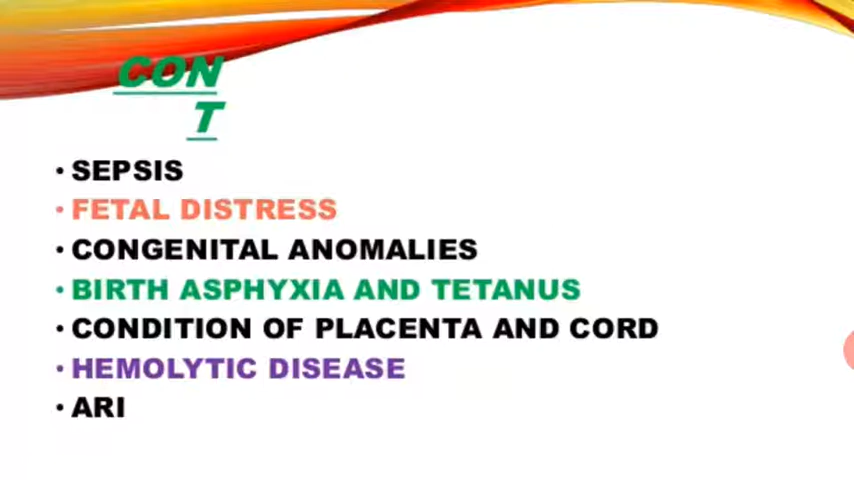 CON
T
• SEPSIS
• FETAL DISTRESS
• CONGENITAL ANOMALIES
• BIRTH ASPHYXIA AND TETANUS
• CONDITION OF PLACENTA AND CORD
• HEMOLYTIC DISEASE
• ARI